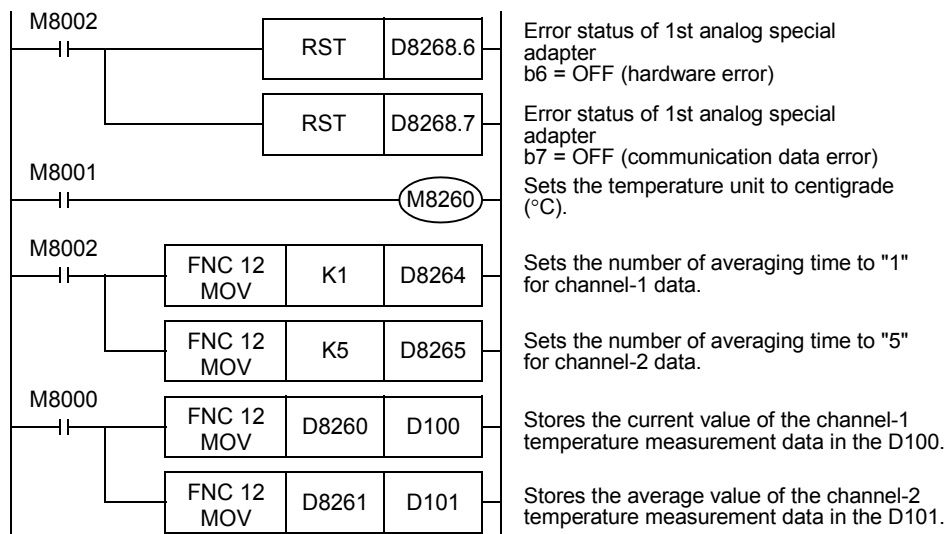 M8002
RST D8268.6
Error status of 1st analog special
adapter
b6 = OFF (hardware error)
RST D8268.7
Error status of 1st analog special
adapter
b7 = OFF (communication data error)
M8001
M8260
Sets the temperature unit to centigrade
(°C).
M8002
FNC 12
MOV
K1 D8264
Sets the number of averaging time to "1"
for channel-1 data.
FNC 12
MOV
K5 D8265
Sets the number of averaging time to "5"
for channel-2 data.
M8000
FNC 12
MOV
D8260 D100
Stores the current value of the channel-1
temperature measurement data in the D100.
FNC 12
MOV
D8261 D101
Stores the average value of the channel-2
temperature measurement data in the D101.